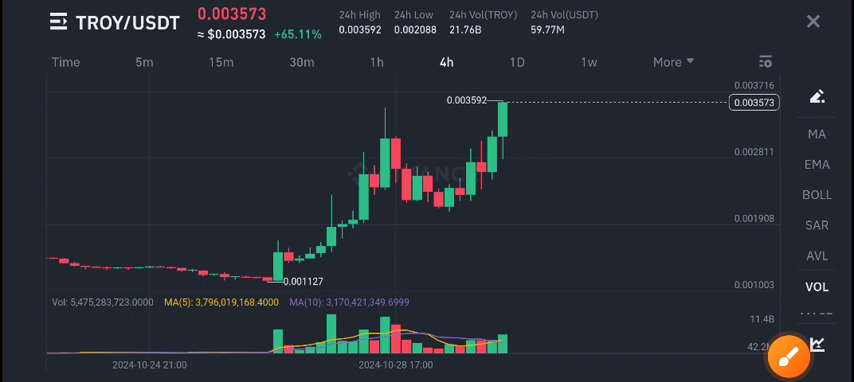 TROY/USDT
0.003573
≈ $0.003573 +65.11%
24h High
0.003592
24h Low
0.002088
24h Vol(TROY)
21.76B
24h Vol(USDT)
59.77M
Time 5m 15m 30m 1h 4h 1D 1w More
0.003716
0.003592
0.003573
0.002811
0.001908
0.001127
0.001003
MA
EMA
BOLL
SAR
AVL
VOL
Vol: 5,475,283,723.0000 MA(5): 3,796,019,168.4000 MA(10): 3,170,421,349.6999
11.4B
2024-10-24 21:00 2024-10-28 17:00